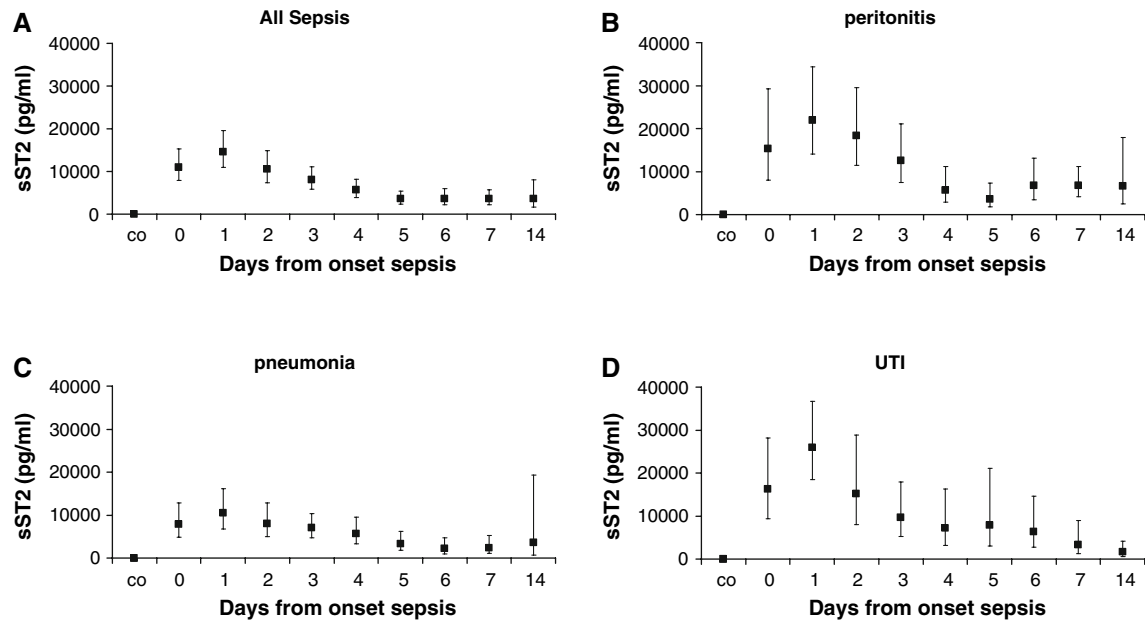 A
All Sepsis
sST2 (pg/ml)
40000
30000
20000
10000
0
co 0 1 2 3 4 5 6 7 14
Days from onset sepsis
B
peritonitis
sST2 (pg/ml)
40000
30000
20000
10000
0
co 0 1 2 3 4 5 6 7 14
Days from onset sepsis
C
pneumonia
sST2 (pg/ml)
40000
30000
20000
10000
0
co 0 1 2 3 4 5 6 7 14
Days from onset sepsis
D
UTI
sST2 (pg/ml)
40000
30000
20000
10000
0
co 0 1 2 3 4 5 6 7 14
Days from onset sepsis